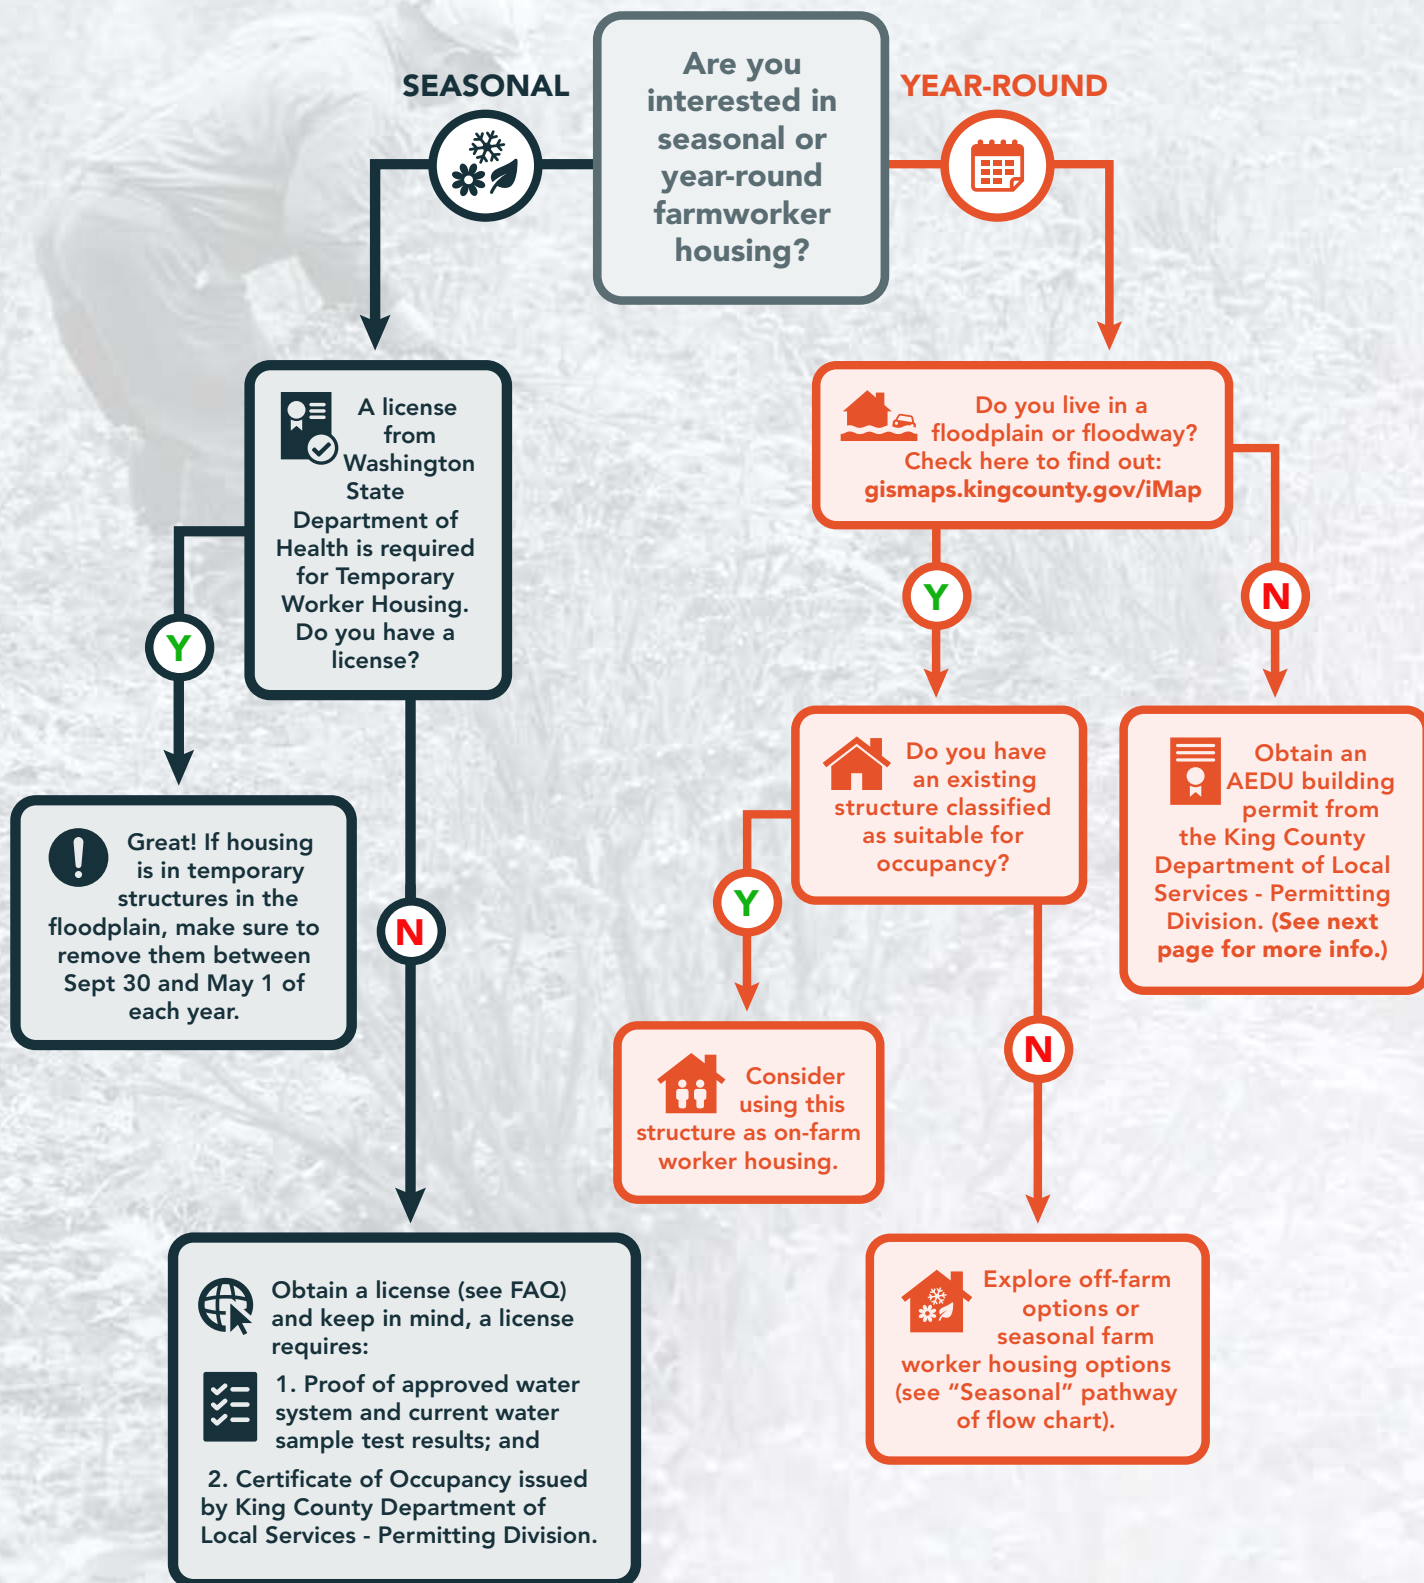 Are you
interested in
seasonal or
year-round
farmworker
housing?
SEASONAL
YEAR-ROUND
A license
from
Washington
State
Department of
Health is required
for Temporary
Worker Housing.
Do you have a
license?
Y
Great! If housing
is in temporary
structures in the
floodplain, make sure to
remove them between
Sept 30 and May 1 of
each year.
N
Obtain a license (see FAQ)
and keep in mind, a license
requires:
1. Proof of approved water
system and current water
sample test results; and
2. Certificate of Occupancy issued
by King County Department of
Local Services - Permitting Division.
Do you live in a
floodplain or floodway?
Check here to find out:
gismaps.kingcounty.gov/iMap
Y
N
Do you have
an existing
structure classified
as suitable for
occupancy?
Obtain an
AEDU building
permit from
the King County
Department of Local
Services - Permitting
Division. (See next
page for more info.)
Y
Consider
using this
structure as on-farm
worker housing.
N
Explore off-farm
options or
seasonal farm
worker housing options
(see “Seasonal” pathway
of flow chart).